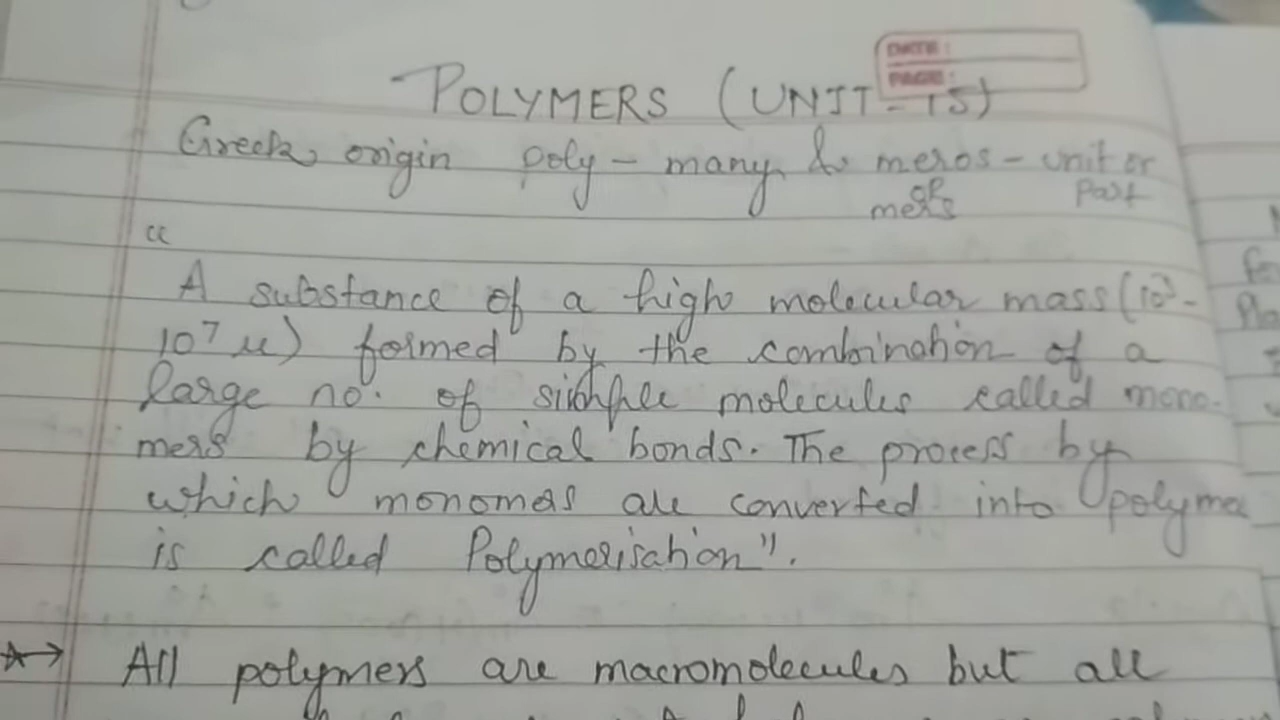 DATE :
PAGE :
POLYMERS (UNIT-15)
Greek origin poly - many & meros - unit or
or part
mers
"
A substance of a high molecular mass (10³-
10⁷ u) formed by the combination of a
large no. of simple molecules called mono-
mers by chemical bonds. The process by
which monomers are converted into polymer
is called Polymerisation".
All polymers are macromolecules but all